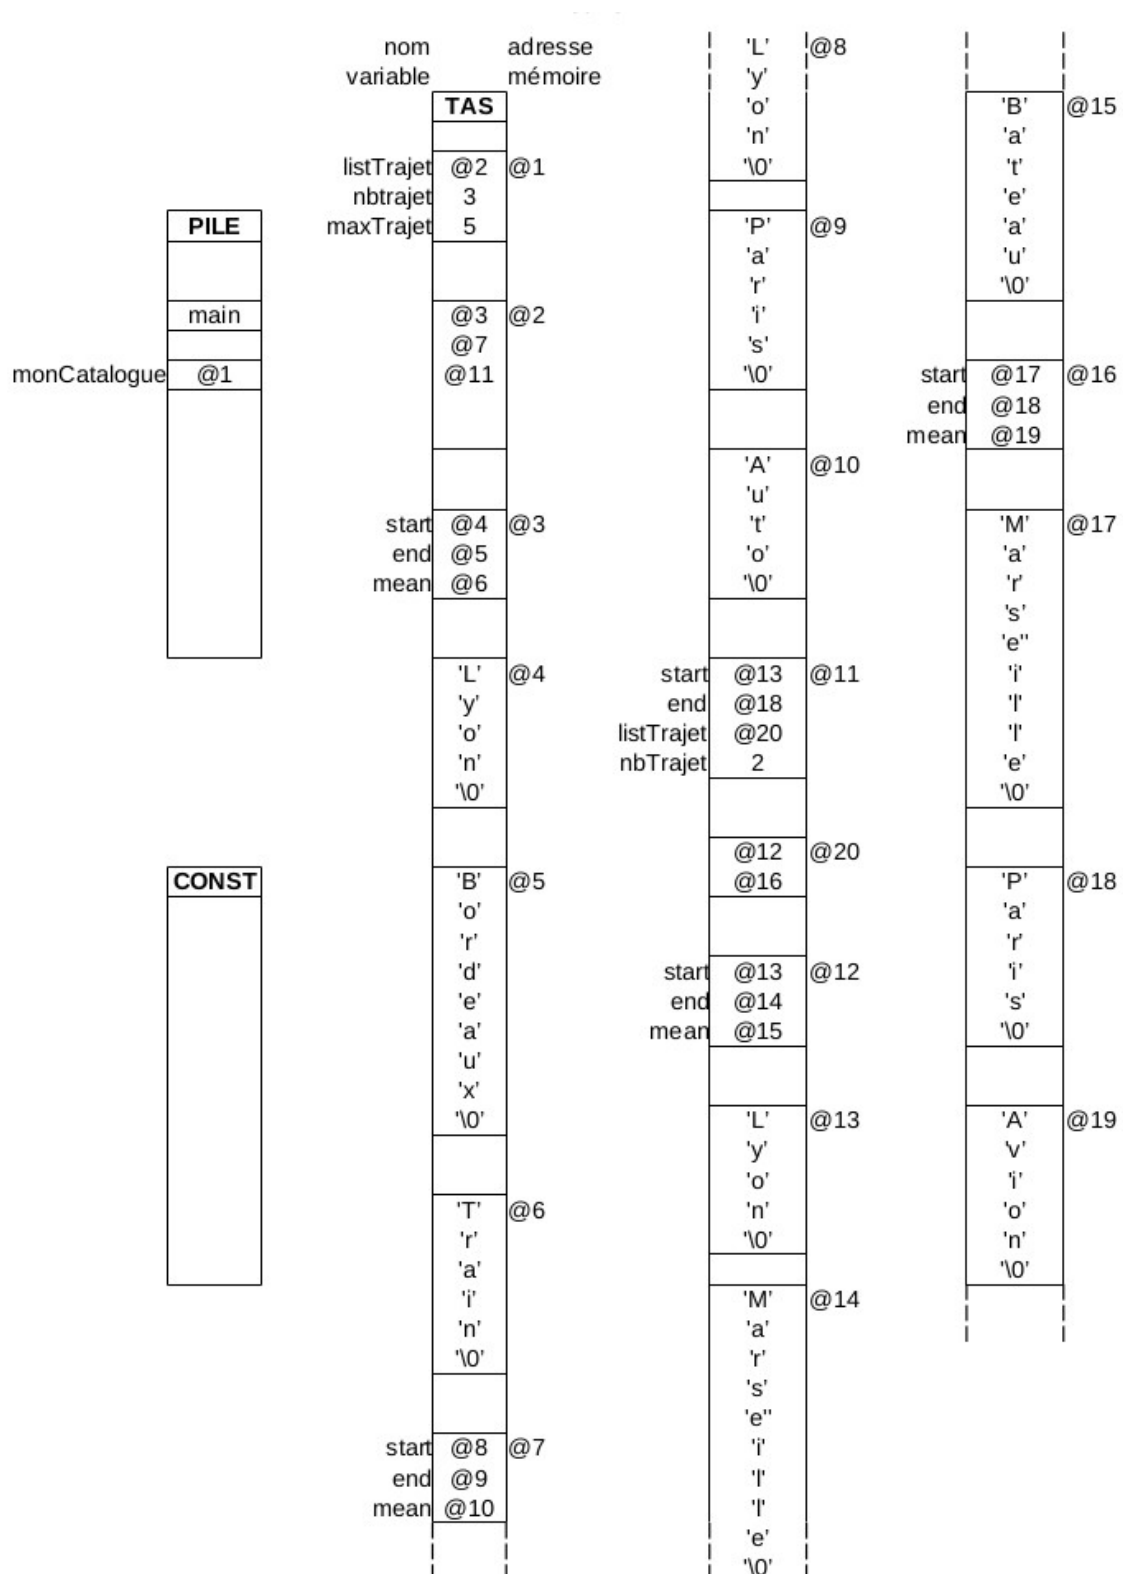 PILE
main
monCatalogue @1
CONST
nom adresse
variable mémoire
TAS
listTrajet @2 @1
nbtrajet 3
maxTrajet 5
@3 @2
@7
@11
start @4 @3
end @5
mean @6
'L' @4
'y'
'o'
'n'
'\0'
'B' @5
'o'
'r'
'd'
'e'
'a'
'u'
'x'
'\0'
'T' @6
'r'
'a'
'i'
'n'
'\0'
start @8 @7
end @9
mean @10
'L' @8
'y'
'o'
'n'
'\0'
'P' @9
'a'
'r'
'i'
's'
'\0'
'A' @10
'u'
't'
'o'
'\0'
start @13 @11
end @18
listTrajet @20
nbTrajet 2
@12 @20
@16
start @13 @12
end @14
mean @15
'L' @13
'y'
'o'
'n'
'\0'
'M' @14
'a'
'r'
's'
'e''
'i'
'l'
'l'
'e'
'\0'
'B' @15
'a'
't'
'e'
'a'
'u'
'\0'
start @17 @16
end @18
mean @19
'M' @17
'a'
'r'
's'
'e''
'i'
'l'
'l'
'e'
'\0'
'P' @18
'a'
'r'
'i'
's'
'\0'
'A' @19
'v'
'i'
'o'
'n'
'\0'